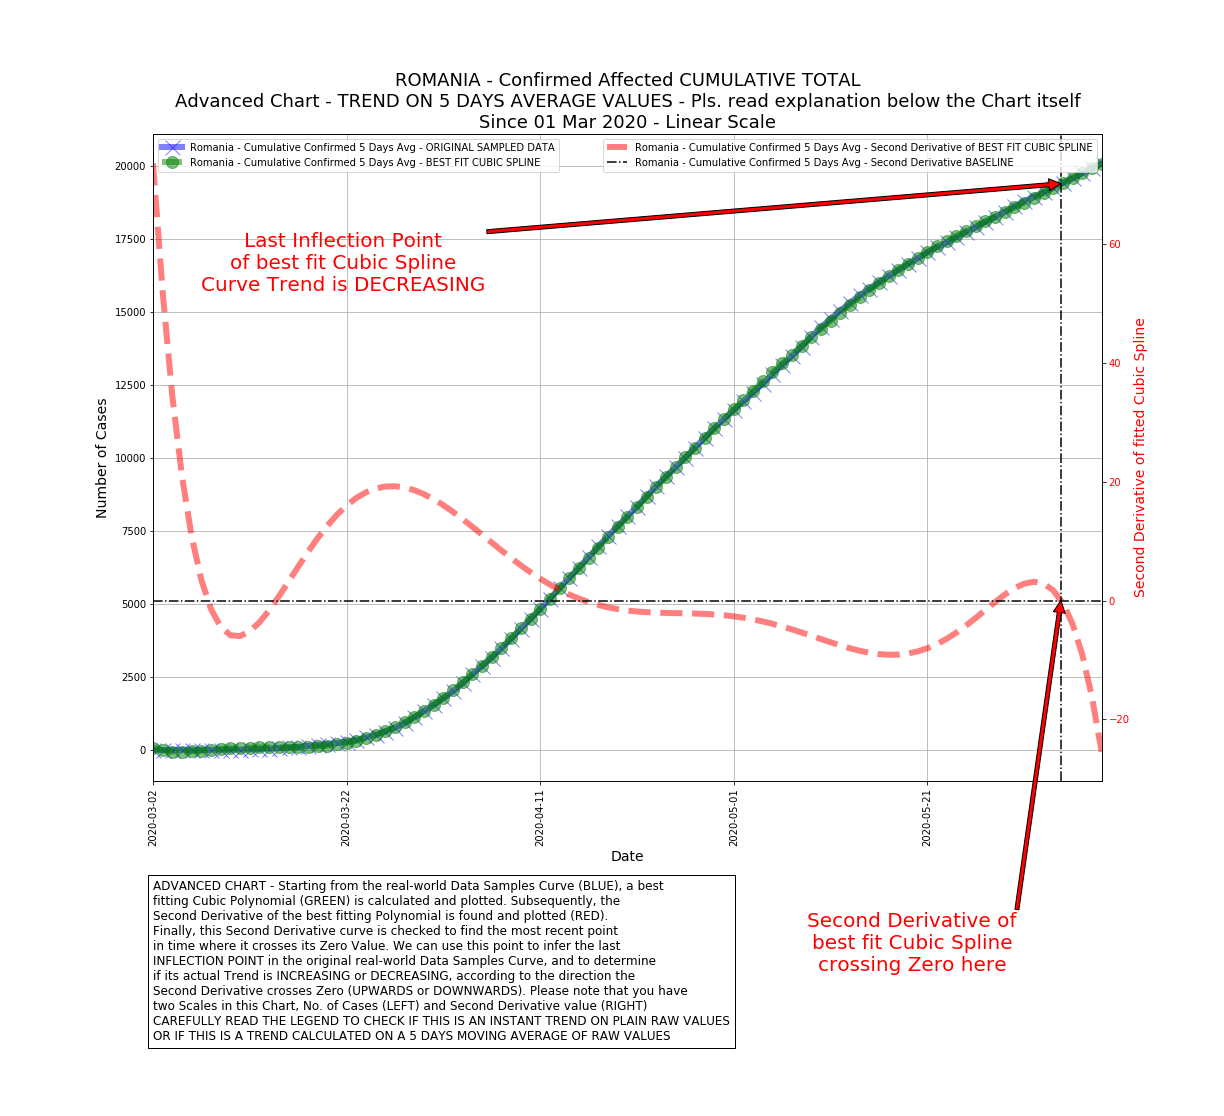 ROMANIA - Confirmed Affected CUMULATIVE TOTAL
Advanced Chart - TREND ON 5 DAYS AVERAGE VALUES - Pls. read explanation below the Chart itself
Since 01 Mar 2020 - Linear Scale
Romania - Cumulative Confirmed 5 Days Avg - ORIGINAL SAMPLED DATA
Romania - Cumulative Confirmed 5 Days Avg - BEST FIT CUBIC SPLINE
Romania - Cumulative Confirmed 5 Days Avg - Second Derivative of BEST FIT CUBIC SPLINE
Romania - Cumulative Confirmed 5 Days Avg - Second Derivative BASELINE
Last Inflection Point
of best fit Cubic Spline
Curve Trend is DECREASING
Number of Cases
20000
17500
15000
12500
10000
7500
5000
2500
0
60
40
20
0
−20
Second Derivative of fitted Cubic Spline
2020-03-02
2020-03-22
2020-04-11
2020-05-01
2020-05-21
Date
ADVANCED CHART - Starting from the real-world Data Samples Curve (BLUE), a best
fitting Cubic Polynomial (GREEN) is calculated and plotted. Subsequently, the
Second Derivative of the best fitting Polynomial is found and plotted (RED).
Finally, this Second Derivative curve is checked to find the most recent point
in time where it crosses its Zero Value. We can use this point to infer the last
INFLECTION POINT in the original real-world Data Samples Curve, and to determine
if its actual Trend is INCREASING or DECREASING, according to the direction the
Second Derivative crosses Zero (UPWARDS or DOWNWARDS). Please note that you have
two Scales in this Chart, No. of Cases (LEFT) and Second Derivative value (RIGHT)
CAREFULLY READ THE LEGEND TO CHECK IF THIS IS AN INSTANT TREND ON PLAIN RAW VALUES
OR IF THIS IS A TREND CALCULATED ON A 5 DAYS MOVING AVERAGE OF RAW VALUES
Second Derivative of
best fit Cubic Spline
crossing Zero here